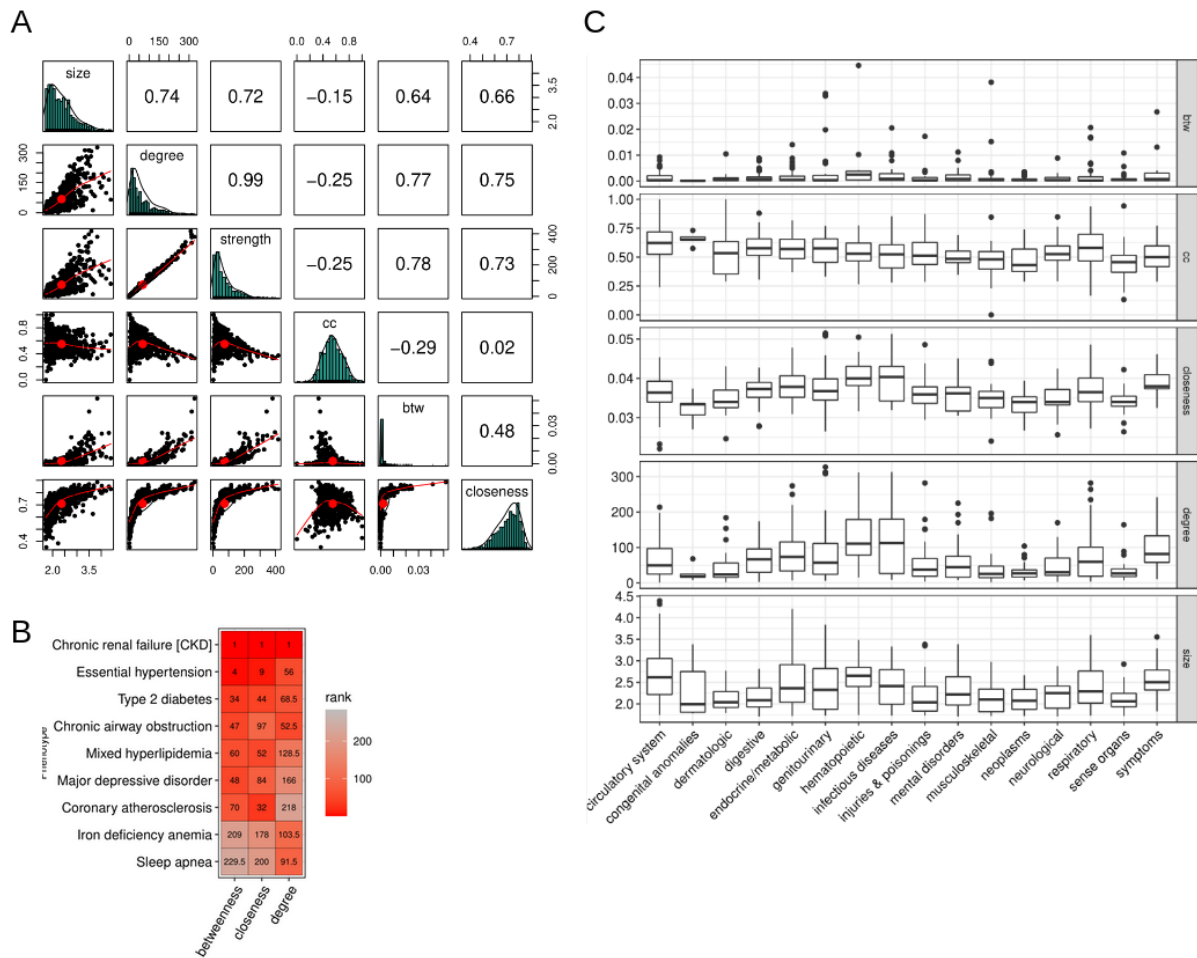 A
0 150 300
0.0 0.4 0.8
0.4 0.7
size
0.74
0.72
−0.15
0.64
0.66
2.0 3.5
0 150 300
degree
0.99
−0.25
0.77
0.75
strength
−0.25
0.78
0.73
0 200 400
0.0 0.4 0.8
cc
−0.29
0.02
btw
0.48
0.00 0.03
0.4 0.7
closeness
2.0 3.5
0 200 400
0.00 0.03
B
Phenotype
Chronic renal failure [CKD] 1 1 1
Essential hypertension 4 9 56
Type 2 diabetes 34 44 68.5
Chronic airway obstruction 47 97 52.5
Mixed hyperlipidemia 60 52 128.5
Major depressive disorder 48 84 166
Coronary atherosclerosis 70 32 218
Iron deficiency anemia 209 178 103.5
Sleep apnea 229.5 200 91.5
betweenness
closeness
degree
rank
200
100
C
0.04
0.03
0.02
0.01
0.00
btw
1.00
0.75
0.50
0.25
0.00
cc
0.05
0.04
0.03
closeness
300
200
100
0
degree
4.5
4.0
3.5
3.0
2.5
2.0
size
circulatory system
congenital anomalies
dermatologic
digestive
endocrine/metabolic
genitourinary
hematopoietic
infectious diseases
injuries & poisonings
mental disorders
musculoskeletal
neoplasms
neurological
respiratory
sense organs
symptoms